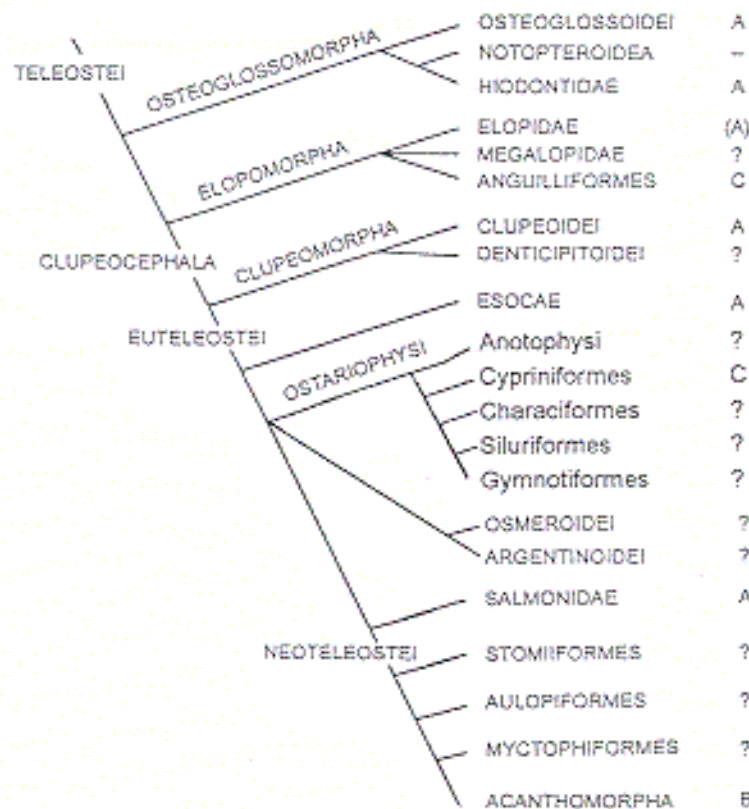 OSTEOGLOSSOIDEI A
TELEOSTEI
OSTEOGLOSSOMORPHA
NOTOPTEROIDEA –
HIODONTIDAE A
ELOPIDAE (A)
ELOPOMORPHA
MEGALOPIDAE ?
ANGUILLIFORMES C
CLUPEOIDEI A
CLUPEOCEPHALA
CLUPEOMORPHA
DENTICIPITOIDEI ?
ESOCAE A
EUTELEOSTEI
OSTARIOPHYSI
Anotophysi ?
Cypriniformes C
Characiformes ?
Siluriformes ?
Gymnotiformes ?
OSMEROIDEI ?
ARGENTINOIDEI ?
SALMONIDAE A
NEOTELEOSTEI
STOMIIFORMES ?
AULOPIFORMES ?
MYCTOPHIFORMES ?
ACANTHOMORPHA